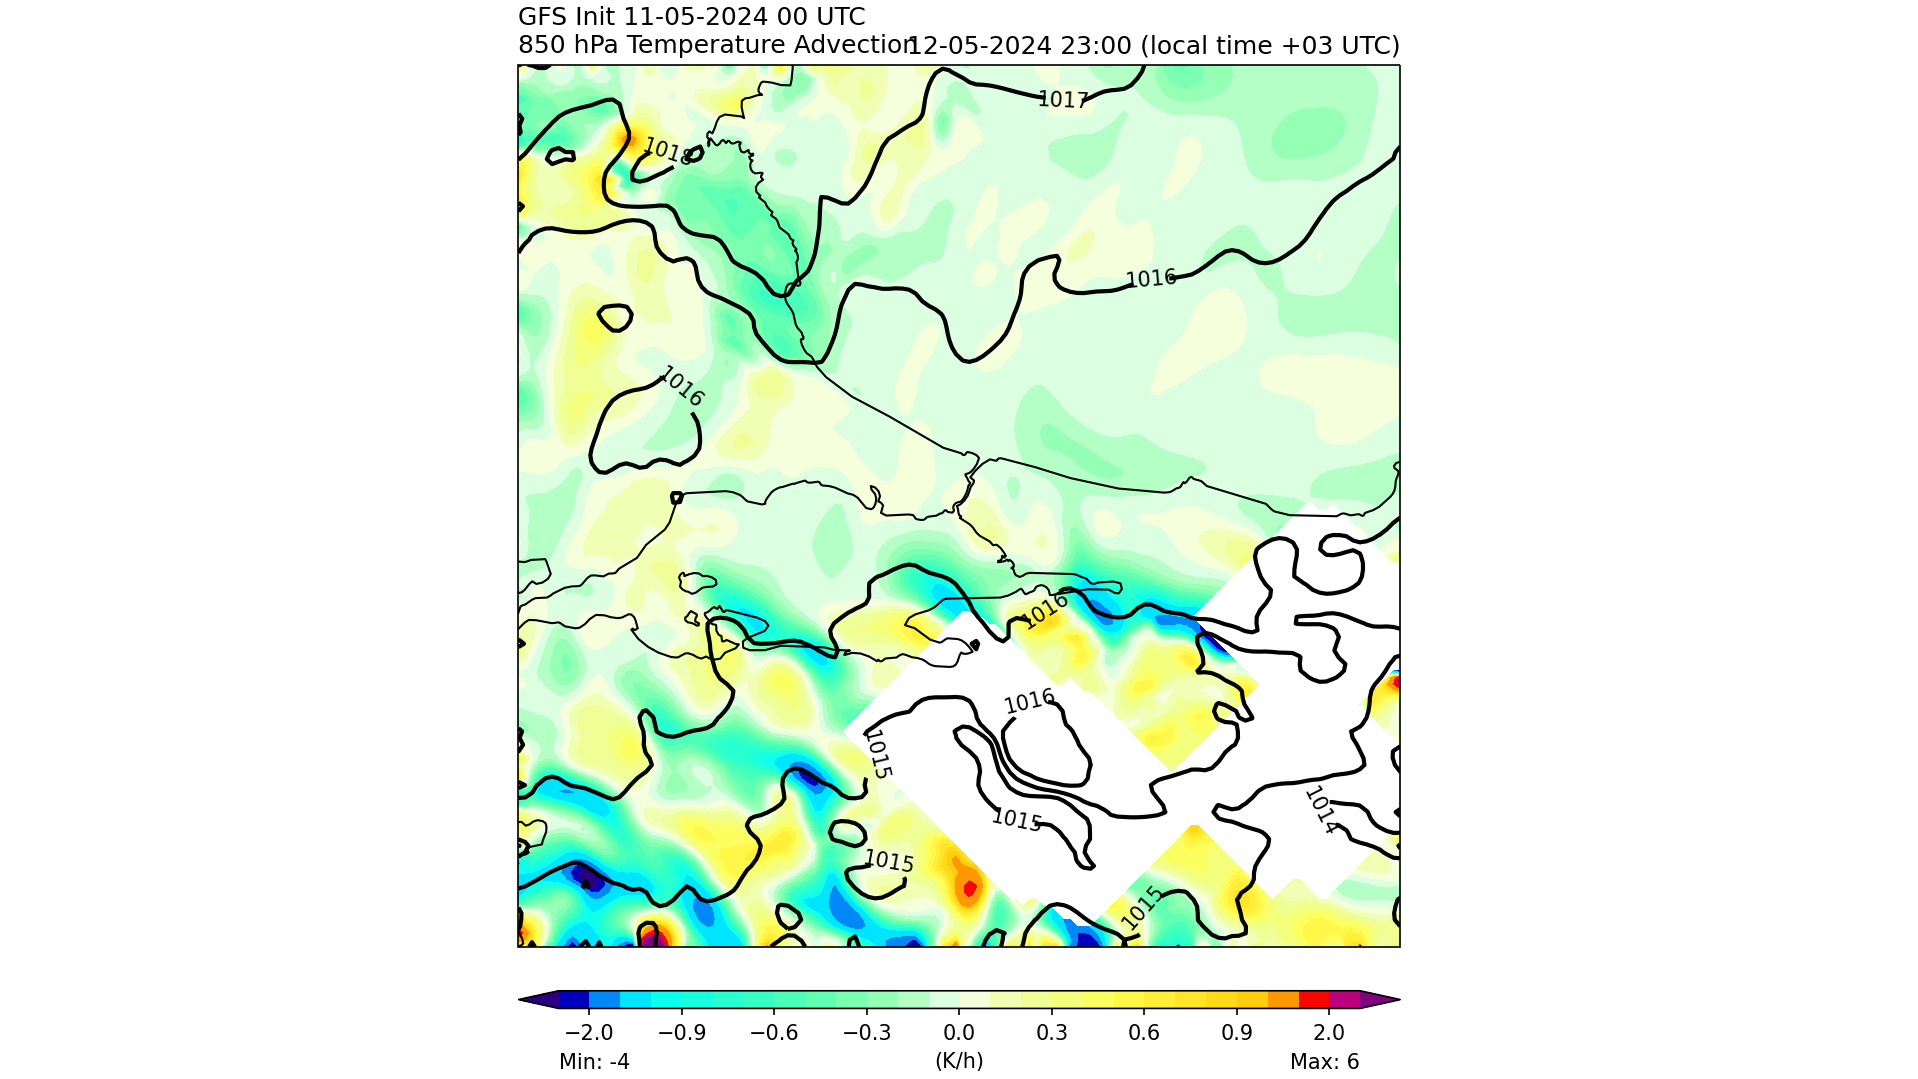 GFS Init 11-05-2024 00 UTC
850 hPa Temperature Advection
12-05-2024 23:00 (local time +03 UTC)
1017
1018
1016
1016
1016
1016
1015
1015
1014
1015
1015
−2.0 −0.9 −0.6 −0.3 0.0 0.3 0.6 0.9 2.0
Min: -4 (K/h) Max: 6